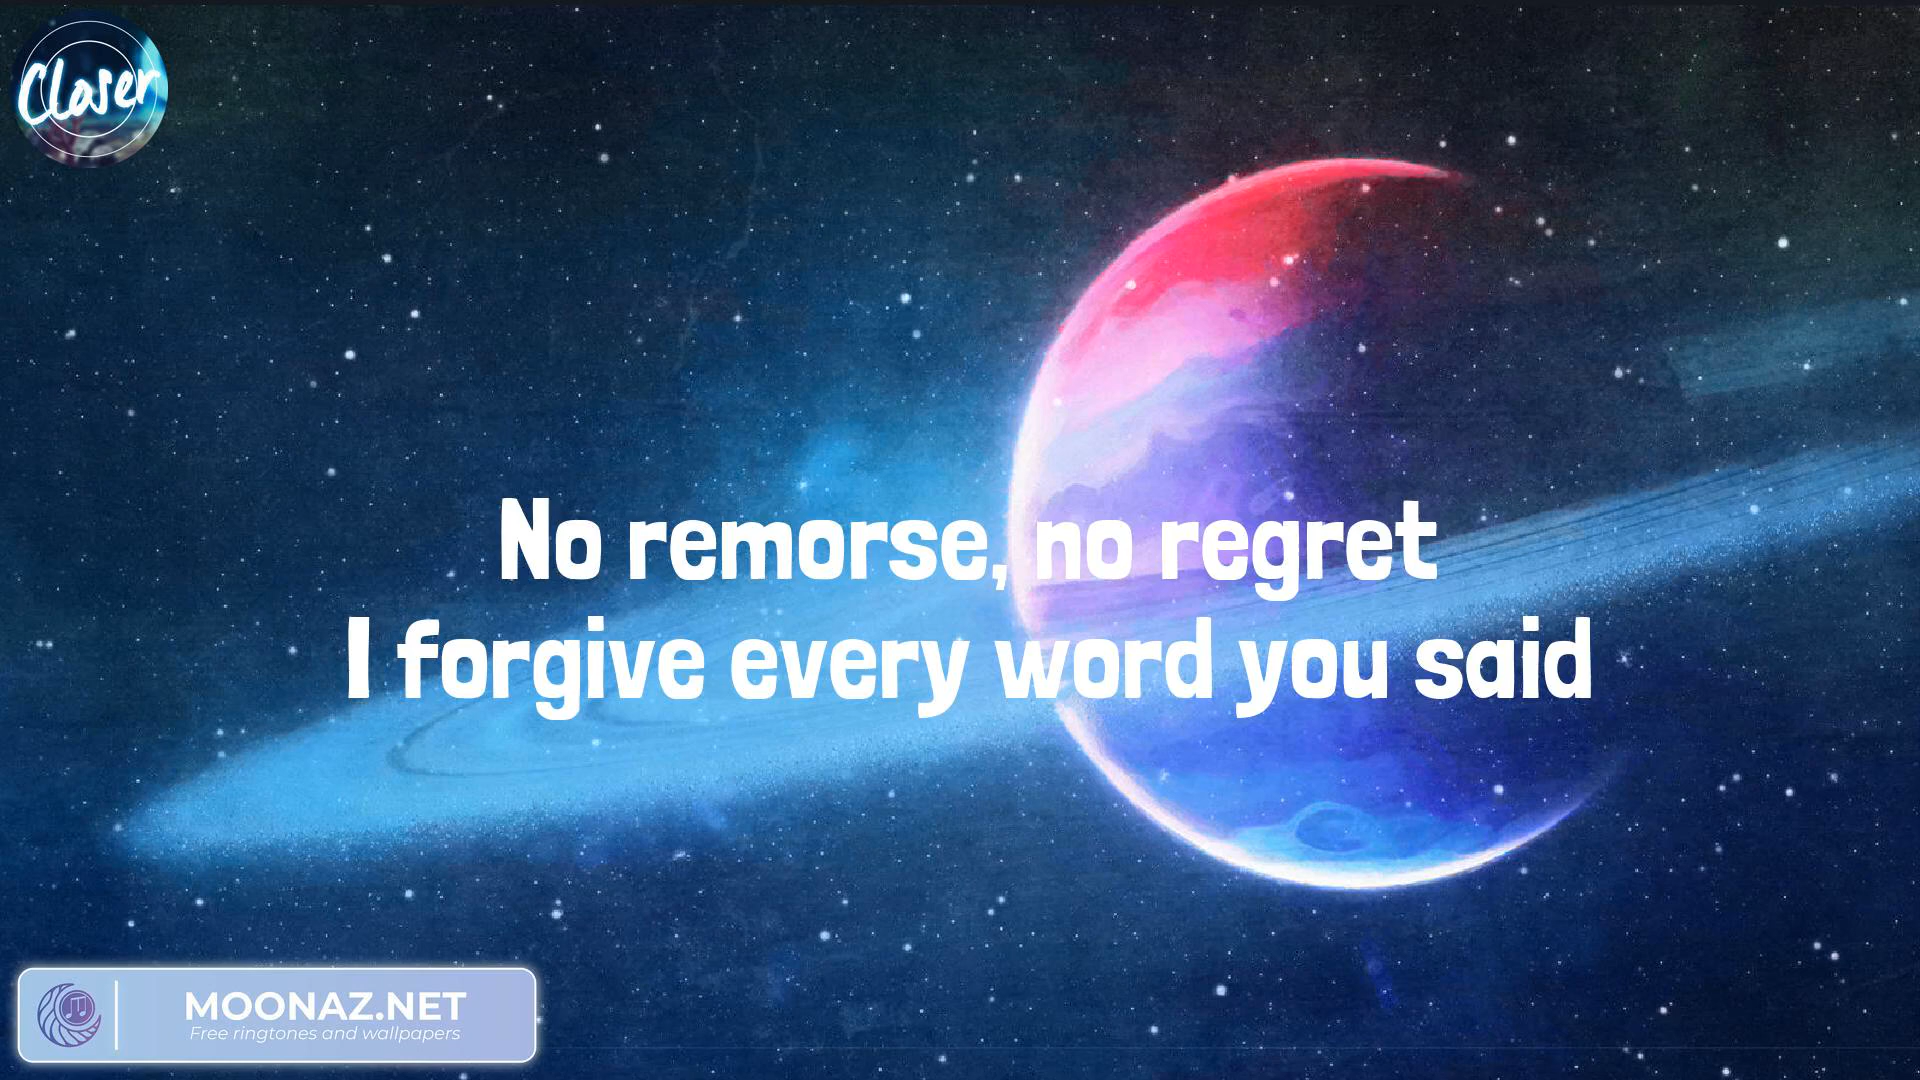 Closer
No remorse, no regret
I forgive every word you said
MOONAZ.NET
Free ringtones and wallpapers